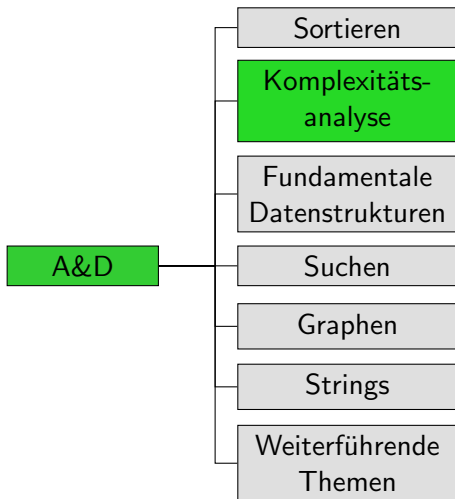 Sortieren
Komplexitäts-
analyse
Fundamentale
Datenstrukturen
A&D
Suchen
Graphen
Strings
Weiterführende
Themen